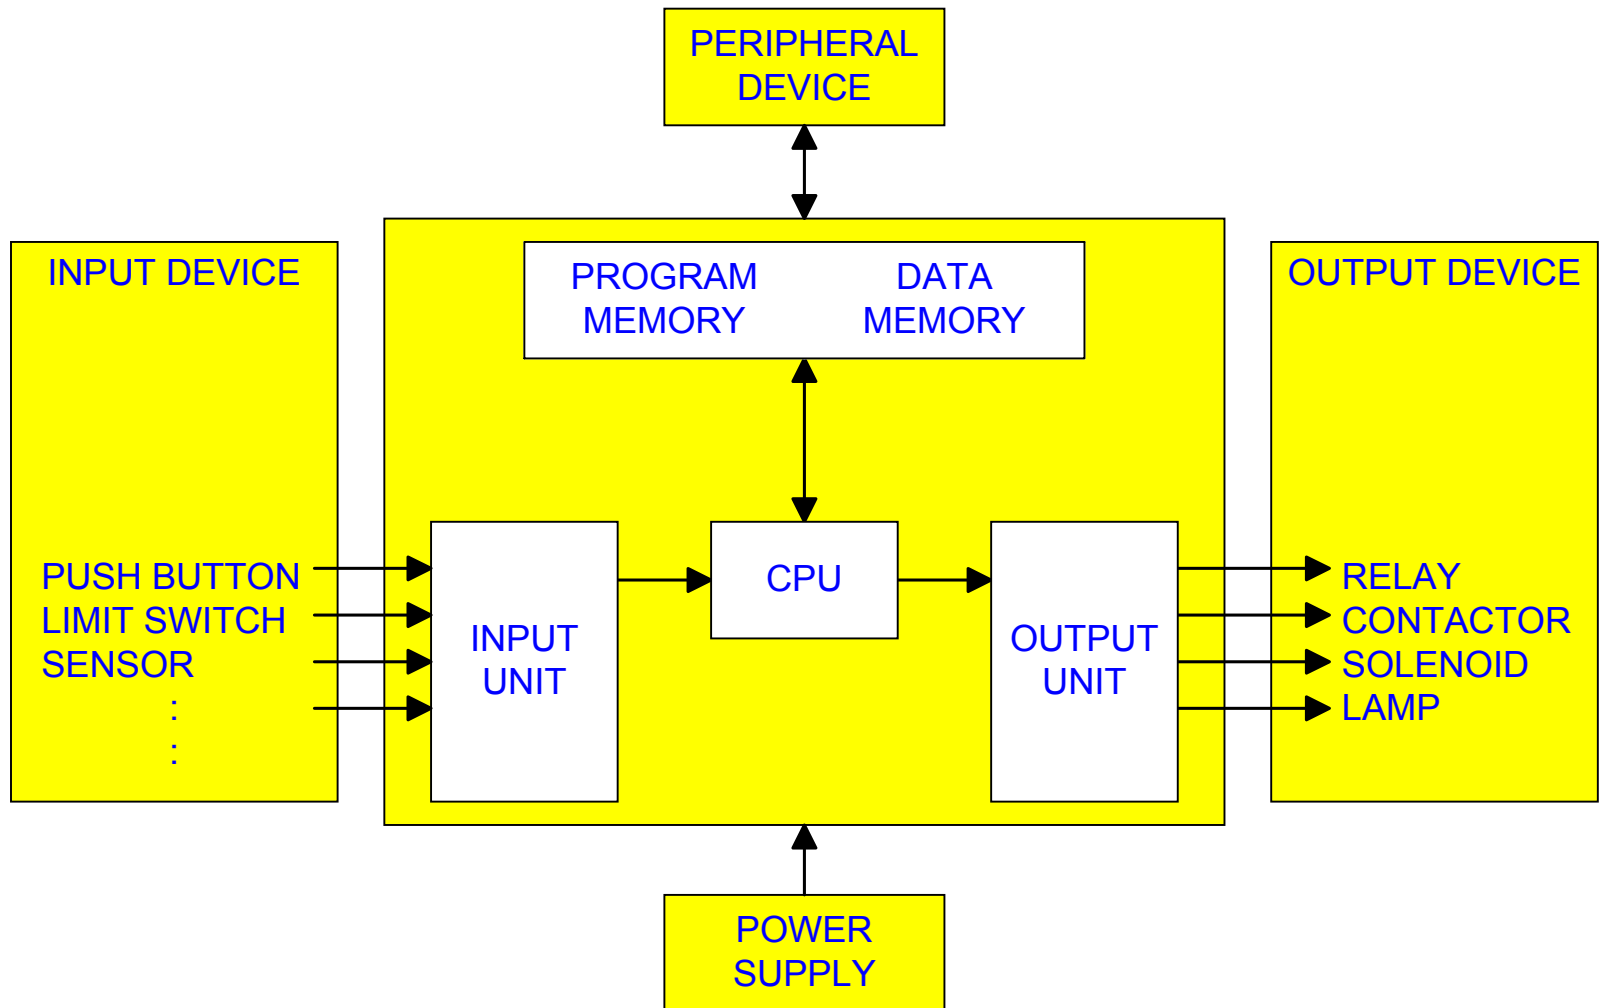 PERIPHERAL
DEVICE
INPUT DEVICE
PUSH BUTTON
LIMIT SWITCH
SENSOR
:
:
PROGRAM
MEMORY
DATA
MEMORY
INPUT
UNIT
CPU
OUTPUT
UNIT
OUTPUT DEVICE
RELAY
CONTACTOR
SOLENOID
LAMP
POWER
SUPPLY